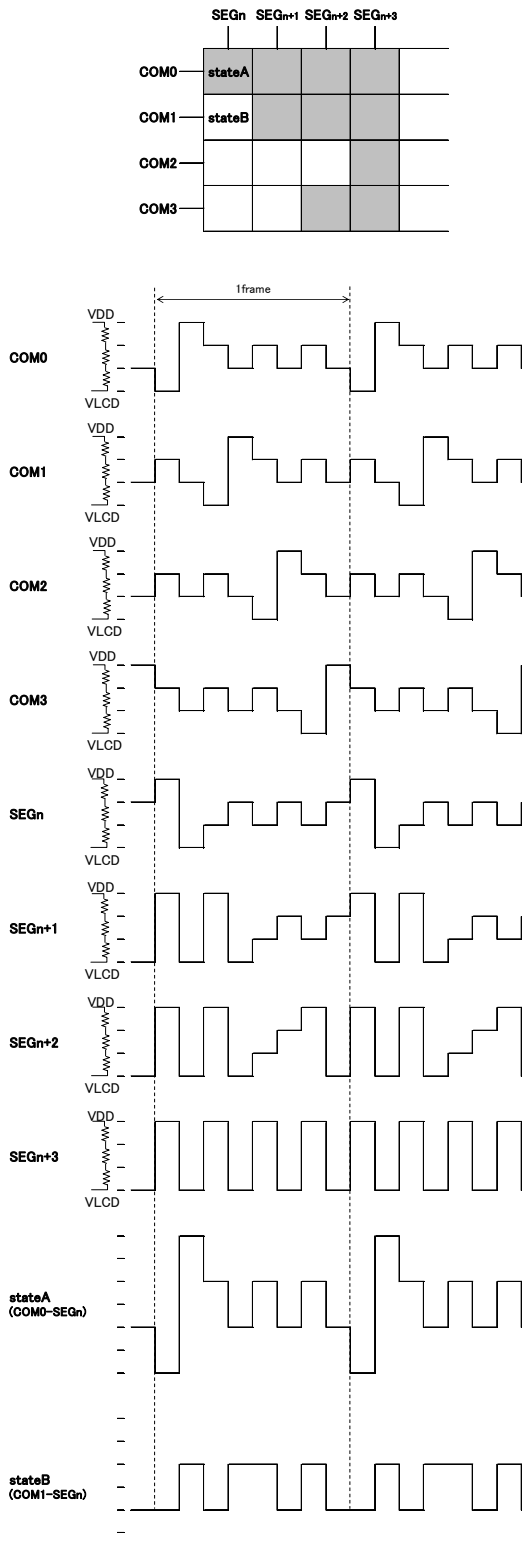 SEGn SEGn+1 SEGn+2 SEGn+3
COM0 stateA
COM1 stateB
COM2
COM3
1frame
VDD
COM0
VLCD
VDD
COM1
VLCD
VDD
COM2
VLCD
VDD
COM3
VLCD
VDD
SEGn
VLCD
VDD
SEGn+1
VLCD
VDD
SEGn+2
VLCD
VDD
SEGn+3
VLCD
stateA
(COM0-SEGn)
stateB
(COM1-SEGn)